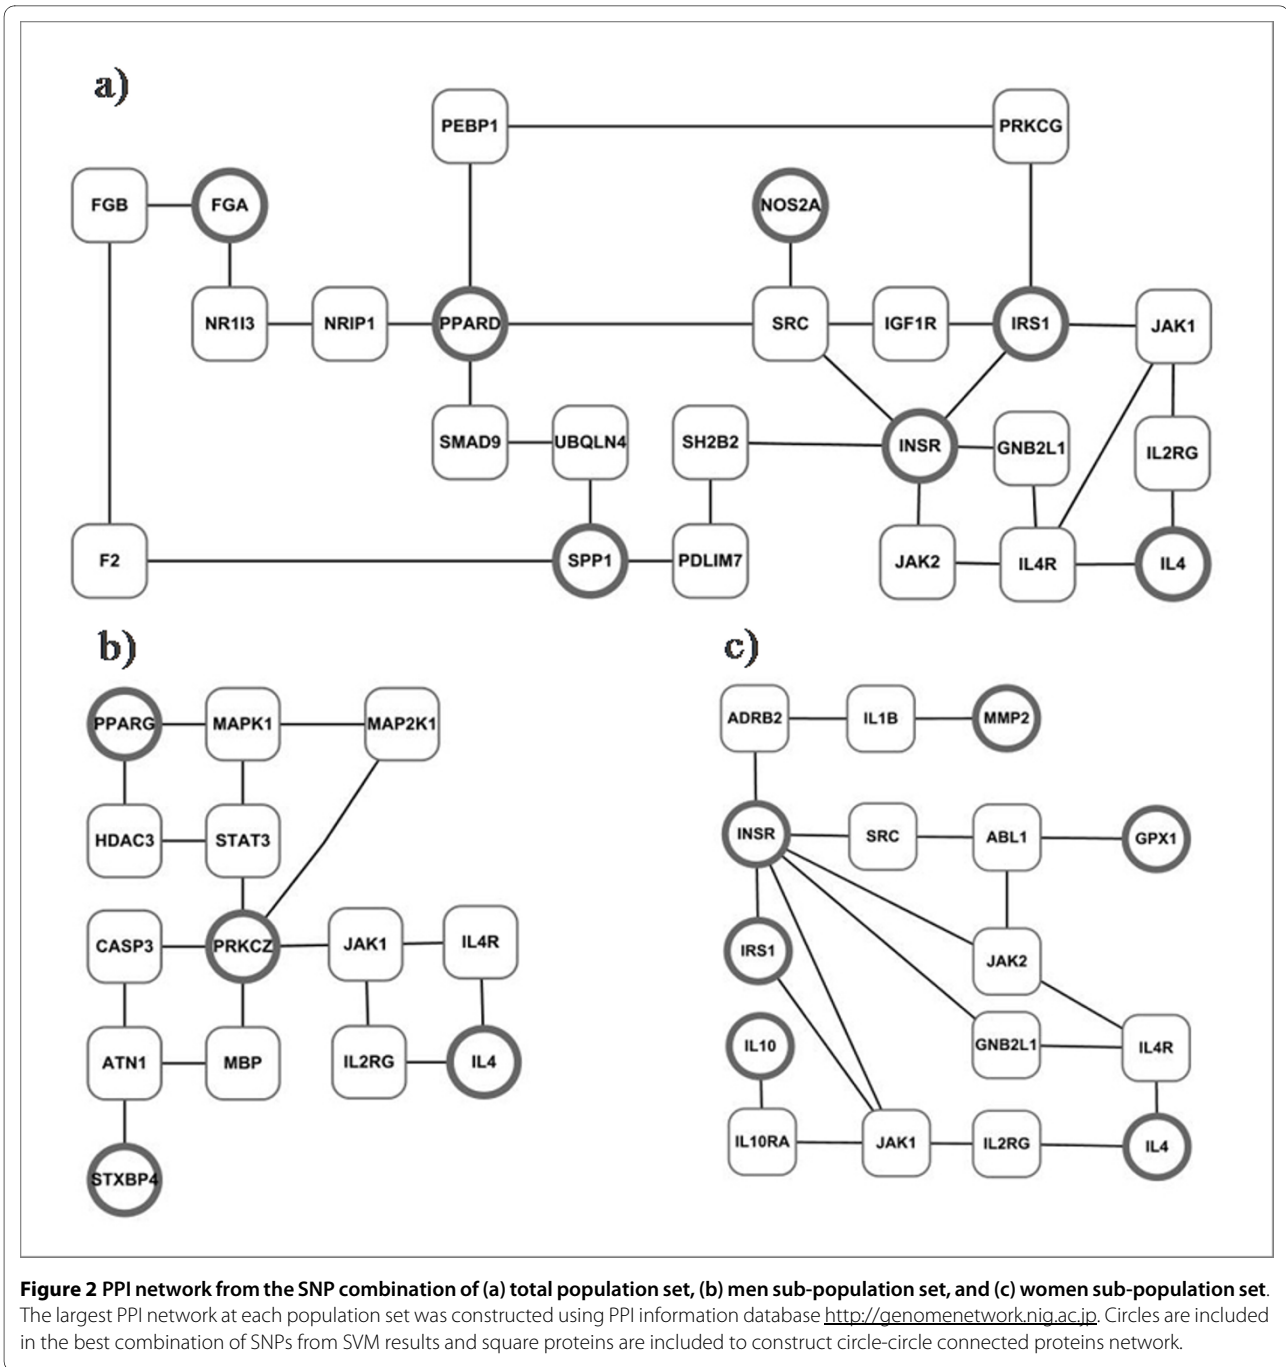 a)
PEBP1 PRKCG
FGB FGA NOS2A
NR1I3 NRIP1 PPARD SRC IGF1R IRS1 JAK1
SMAD9 UBQLN4 SH2B2 INSR GNB2L1 IL2RG
F2 SPP1 PDLIM7 JAK2 IL4R IL4
b)
PPARG MAPK1 MAP2K1
HDAC3 STAT3
CASP3 PRKCZ JAK1 IL4R
ATN1 MBP IL2RG IL4
STXBP4
c)
ADRB2 IL1B MMP2
INSR SRC ABL1 GPX1
IRS1 JAK2
IL10 GNB2L1 IL4R
IL10RA JAK1 IL2RG IL4
Figure 2 PPI network from the SNP combination of (a) total population set, (b) men sub-population set, and (c) women sub-population set.
The largest PPI network at each population set was constructed using PPI information database http://genomenetwork.nig.ac.jp. Circles are included
in the best combination of SNPs from SVM results and square proteins are included to construct circle-circle connected proteins network.